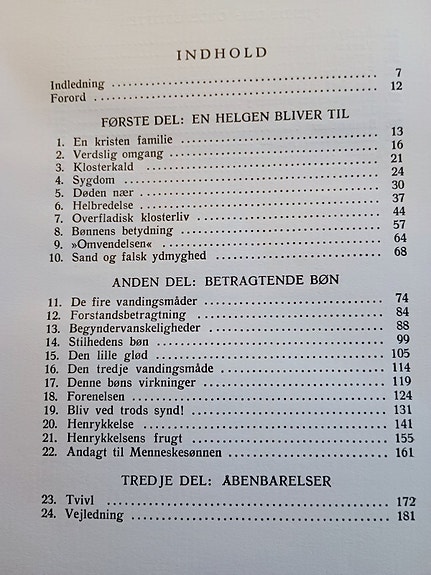 INDHOLD
Indledning 7
Forord 12
FØRSTE DEL: EN HELGEN BLIVER TIL
1. En kristen familie 13
2. Verdslig omgang 16
3. Klosterkald 21
4. Sygdom 24
5. Døden nær 30
6. Helbredelse 37
7. Overfladisk klosterliv 44
8. Bønnens betydning 57
9. »Omvendelsen« 64
10. Sand og falsk ydmyghed 68
ANDEN DEL: BETRAGTENDE BØN
11. De fire vandingsmåder 74
12. Forstandsbetragtning 84
13. Begyndervanskeligheder 88
14. Stilhedens bøn 99
15. Den lille glød 105
16. Den tredje vandingsmåde 114
17. Denne bøns virkninger 119
18. Forenelsen 124
19. Bliv ved trods synd! 131
20. Henrykkelse 141
21. Henrykkelsens frugt 155
22. Andagt til Menneskesønnen 161
TREDJE DEL: ÅBENBARELSER
23. Tvivl 172
24. Vejledning 181